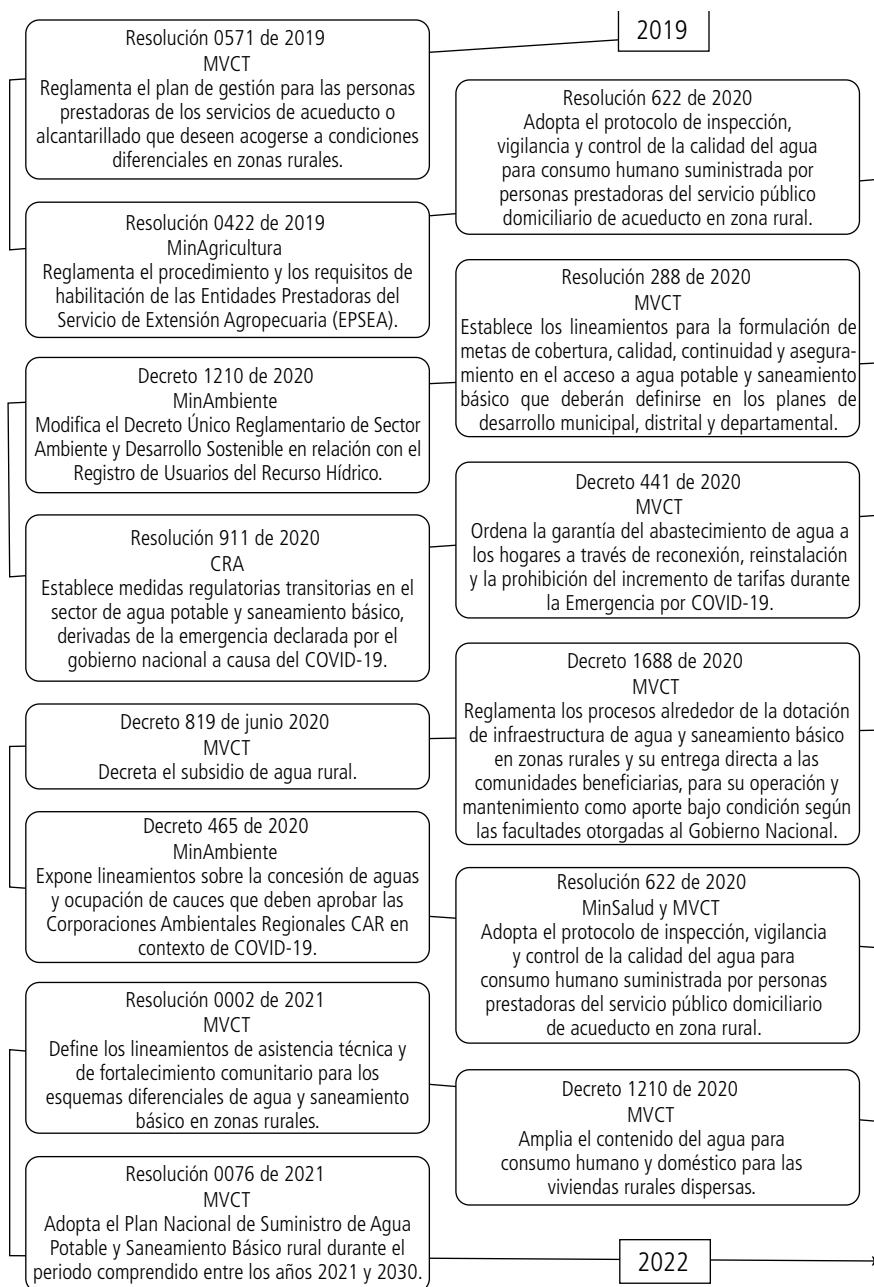 2019
Resolución 0571 de 2019
MVCT
Reglamenta el plan de gestión para las personas
prestadoras de los servicios de acueducto o
alcantarillado que deseen acogerse a condiciones
diferenciales en zonas rurales.
Resolución 622 de 2020
Adopta el protocolo de inspección,
vigilancia y control de la calidad del agua
para consumo humano suministrada por
personas prestadoras del servicio público
domiciliario de acueducto en zona rural.
Resolución 0422 de 2019
MinAgricultura
Reglamenta el procedimiento y los requisitos de
habilitación de las Entidades Prestadoras del
Servicio de Extensión Agropecuaria (EPSEA).
Resolución 288 de 2020
MVCT
Establece los lineamientos para la formulación de
metas de cobertura, calidad, continuidad y asegura-
miento en el acceso a agua potable y saneamiento
básico que deberán definirse en los planes de
desarrollo municipal, distrital y departamental.
Decreto 1210 de 2020
MinAmbiente
Modifica el Decreto Único Reglamentario de Sector
Ambiente y Desarrollo Sostenible en relación con el
Registro de Usuarios del Recurso Hídrico.
Decreto 441 de 2020
MVCT
Ordena la garantía del abastecimiento de agua a
los hogares a través de reconexión, reinstalación
y la prohibición del incremento de tarifas durante
la Emergencia por COVID-19.
Resolución 911 de 2020
CRA
Establece medidas regulatorias transitorias en el
sector de agua potable y saneamiento básico,
derivadas de la emergencia declarada por el
gobierno nacional a causa del COVID-19.
Decreto 1688 de 2020
MVCT
Reglamenta los procesos alrededor de la dotación
de infraestructura de agua y saneamiento básico
en zonas rurales y su entrega directa a las
comunidades beneficiarias, para su operación y
mantenimiento como aporte bajo condición según
las facultades otorgadas al Gobierno Nacional.
Decreto 819 de junio 2020
MVCT
Decreta el subsidio de agua rural.
Decreto 465 de 2020
MinAmbiente
Expone lineamientos sobre la concesión de aguas
y ocupación de cauces que deben aprobar las
Corporaciones Ambientales Regionales CAR en
contexto de COVID-19.
Resolución 622 de 2020
MinSalud y MVCT
Adopta el protocolo de inspección, vigilancia
y control de la calidad del agua para
consumo humano suministrada por personas
prestadoras del servicio público domiciliario
de acueducto en zona rural.
Resolución 0002 de 2021
MVCT
Define los lineamientos de asistencia técnica y
de fortalecimiento comunitario para los
esquemas diferenciales de agua y saneamiento
básico en zonas rurales.
Decreto 1210 de 2020
MVCT
Amplia el contenido del agua para
consumo humano y doméstico para las
viviendas rurales dispersas.
Resolución 0076 de 2021
MVCT
Adopta el Plan Nacional de Suministro de Agua
Potable y Saneamiento Básico rural durante el
periodo comprendido entre los años 2021 y 2030.
2022